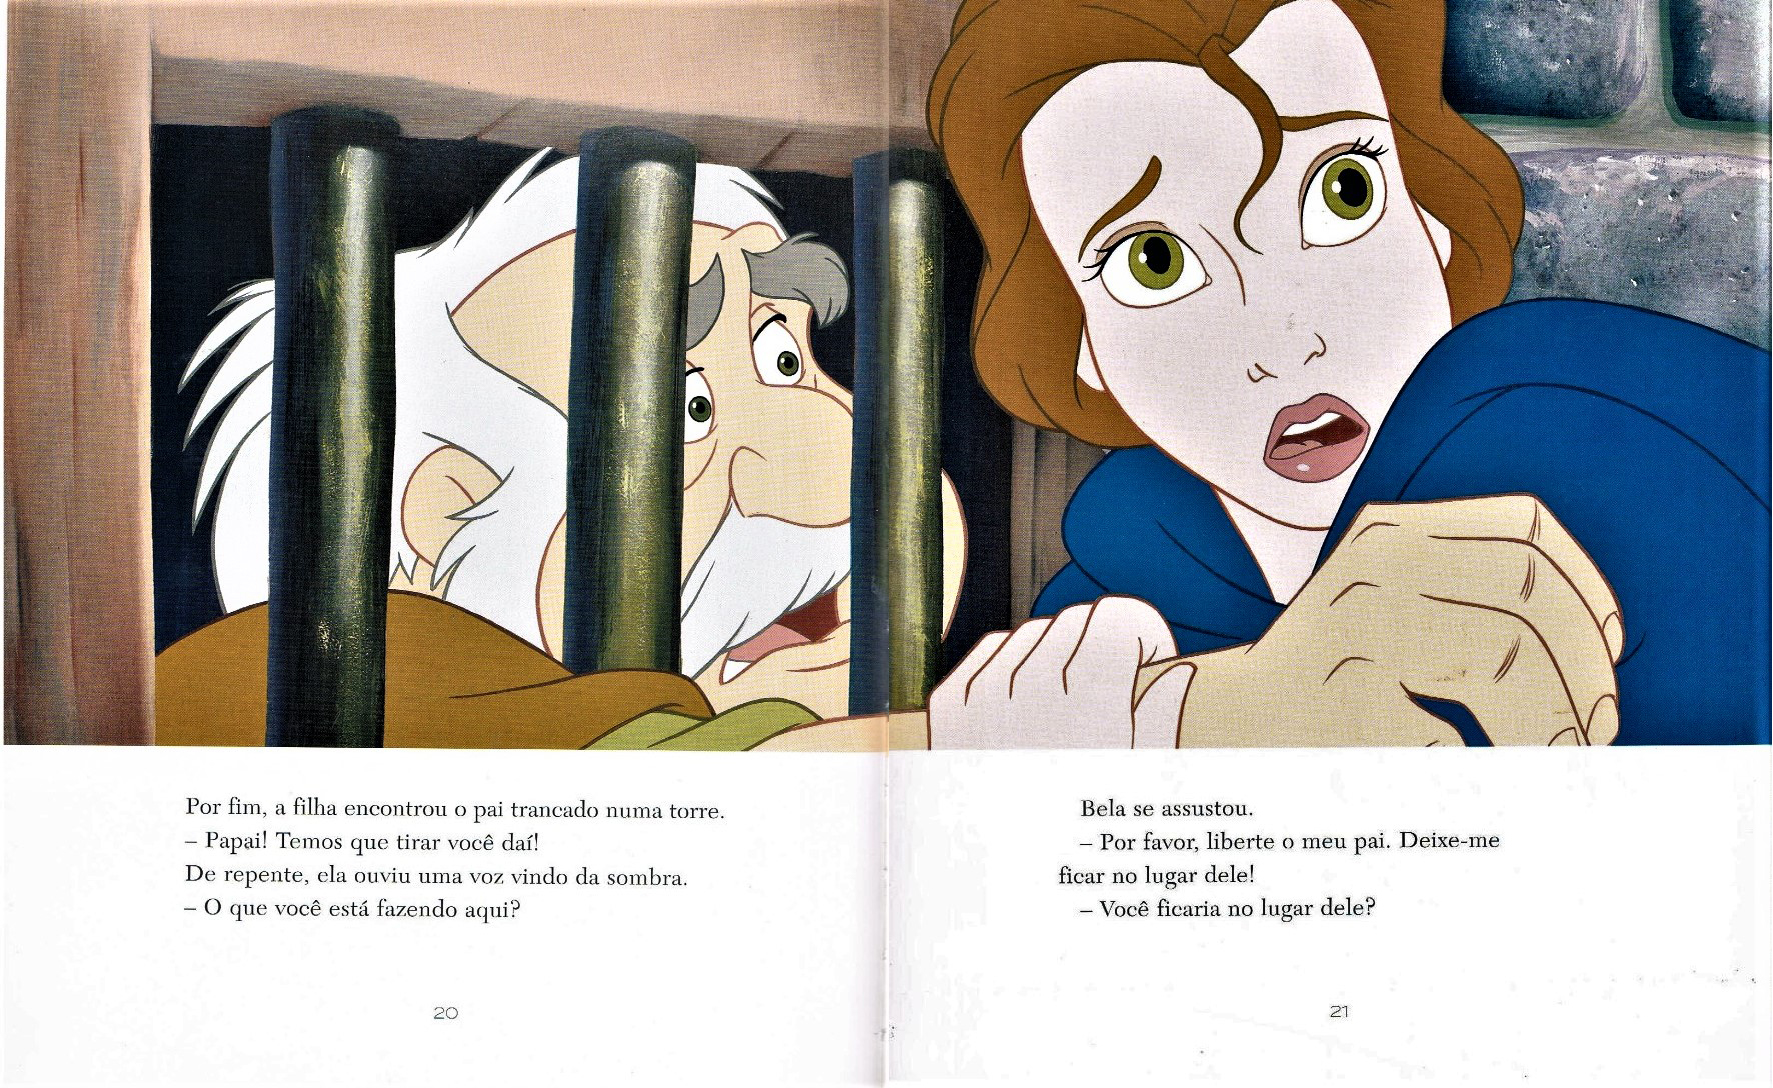 Por fim, a filha encontrou o pai trancado numa torre.
– Papai! Temos que tirar você daí!
De repente, ela ouviu uma voz vindo da sombra.
– O que você está fazendo aqui?
20
Bela se assustou.
– Por favor, liberte o meu pai. Deixe-me
ficar no lugar dele!
– Você ficaria no lugar dele?
21